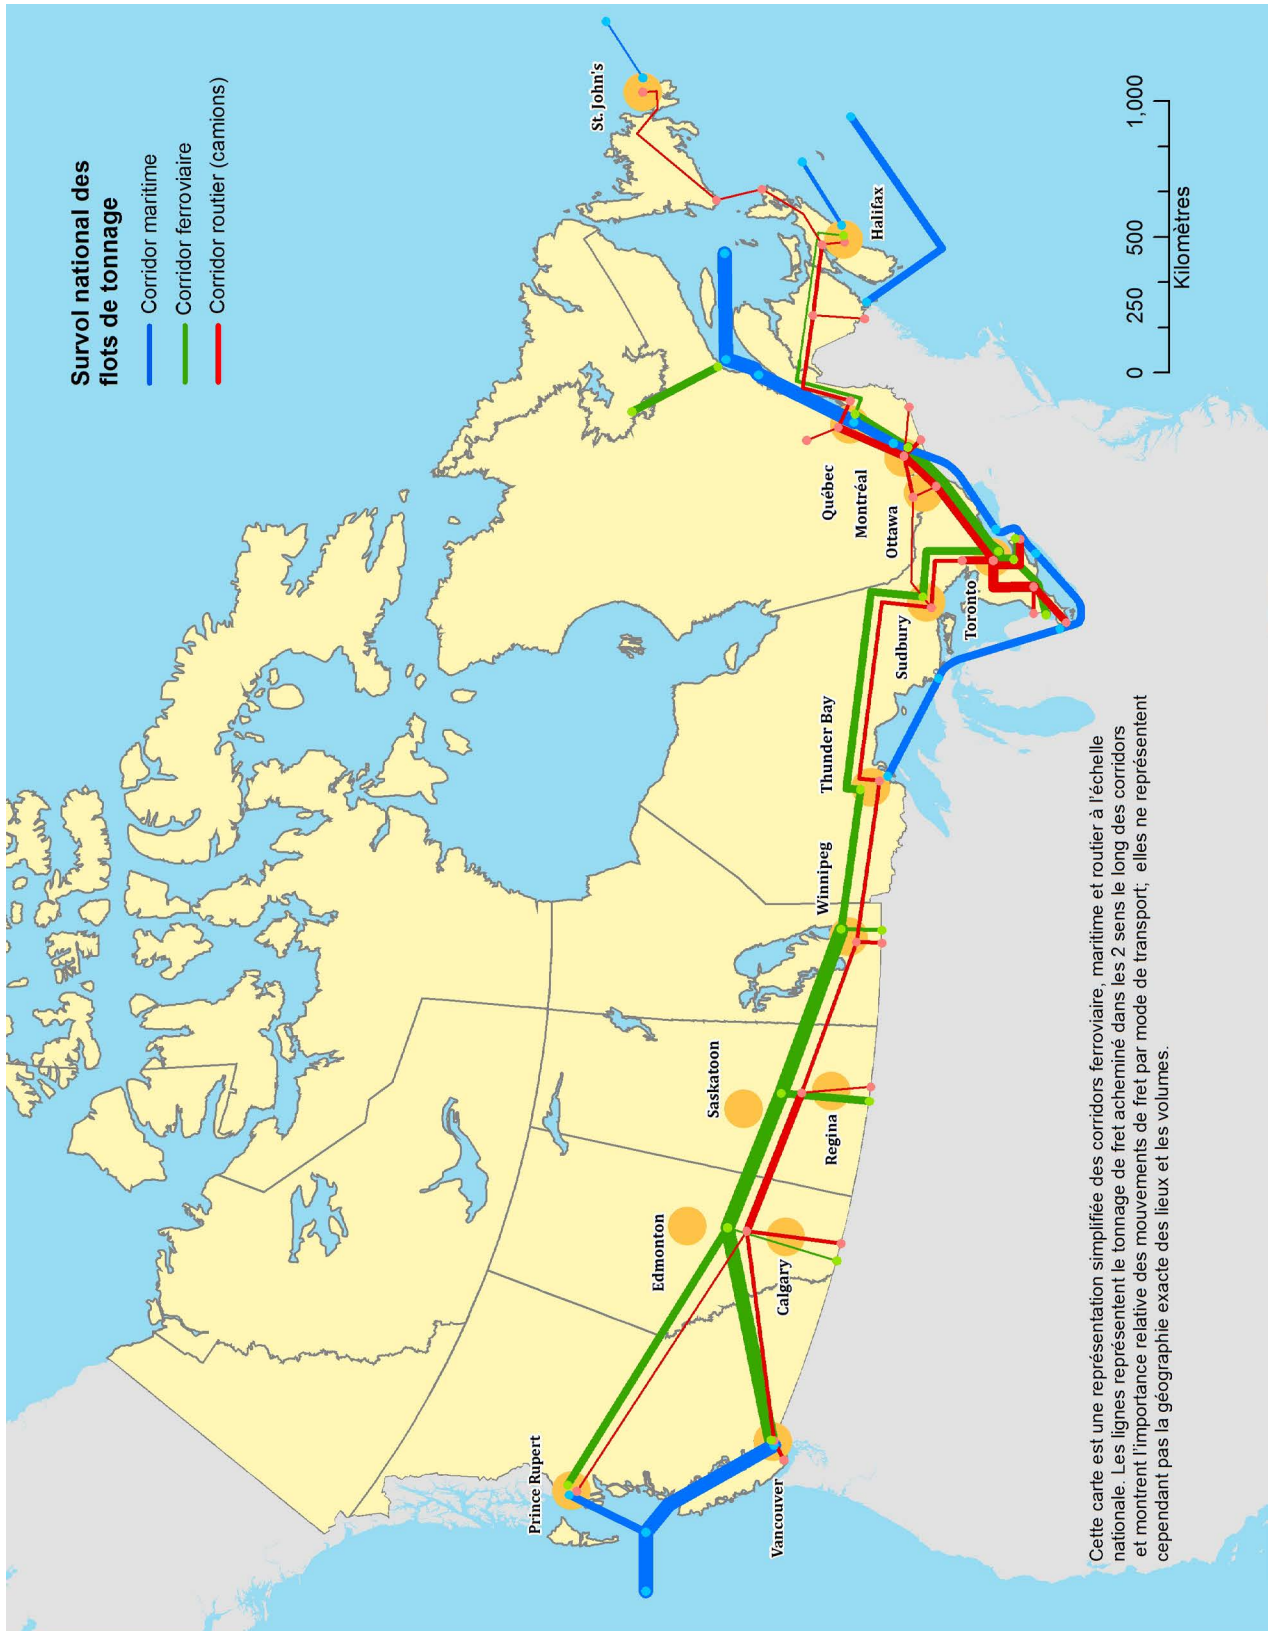 Survol national des
flots de tonnage
Corridor maritime
Corridor ferroviaire
Corridor routier (camions)
St. John's
Halifax
Québec
Montréal
Ottawa
Toronto
Sudbury
Thunder Bay
Winnipeg
Saskatoon
Regina
Edmonton
Calgary
Prince Rupert
Vancouver
0 250 500 1,000
Kilomètres
Cette carte est une représentation simplifiée des corridors ferroviaire, maritime et routier à l'échelle
nationale. Les lignes représentent le tonnage de fret acheminé dans les 2 sens le long des corridors
et montrent l'importance relative des mouvements de fret par mode de transport; elles ne représentent
cependant pas la géographie exacte des lieux et les volumes.